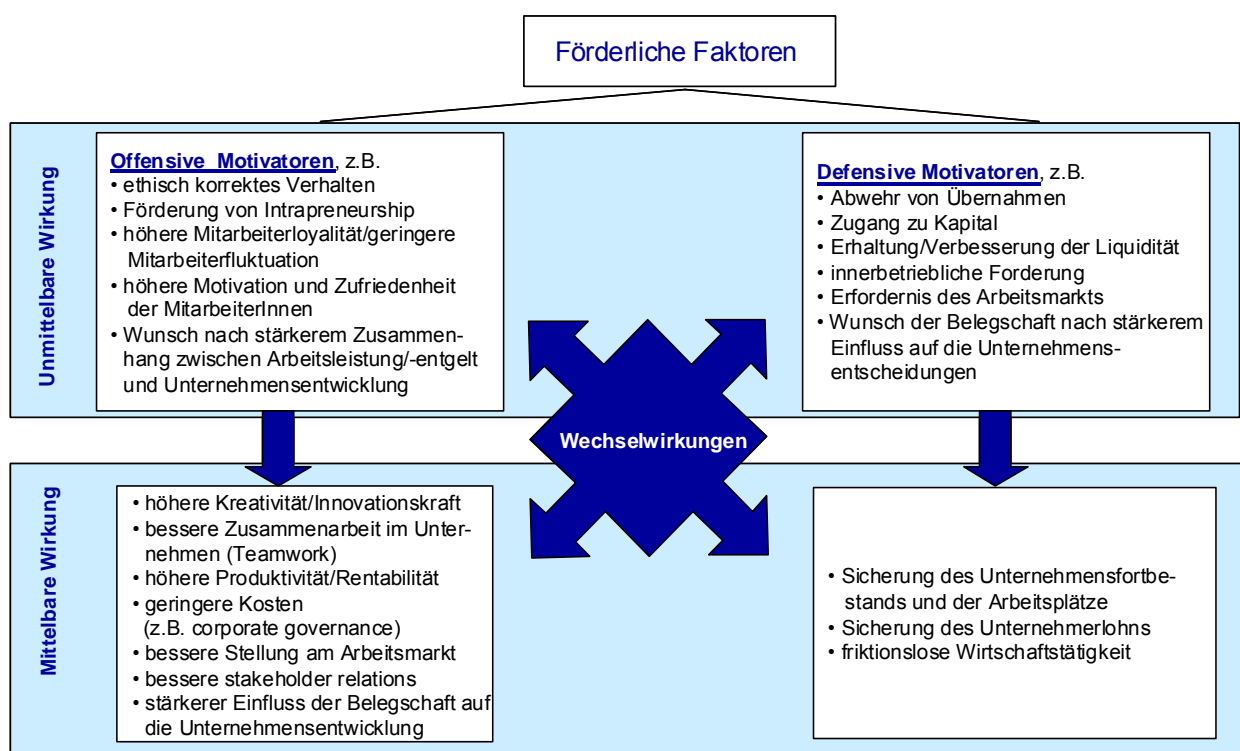 Förderliche Faktoren
Unmittelbare Wirkung
Offensive Motivatoren, z.B.
• ethisch korrektes Verhalten
• Förderung von Intrapreneurship
• höhere Mitarbeiterloyalität/geringere
Mitarbeiterfluktuation
• höhere Motivation und Zufriedenheit
der MitarbeiterInnen
• Wunsch nach stärkerem Zusammen-
hang zwischen Arbeitsleistung/-entgelt
und Unternehmensentwicklung
Defensive Motivatoren, z.B.
• Abwehr von Übernahmen
• Zugang zu Kapital
• Erhaltung/Verbesserung der Liquidität
• innerbetriebliche Forderung
• Erfordernis des Arbeitsmarkts
• Wunsch der Belegschaft nach stärkerem
Einfluss auf die Unternehmens-
entscheidungen
Wechselwirkungen
Mittelbare Wirkung
• höhere Kreativität/Innovationskraft
• bessere Zusammenarbeit im Unter-
nehmen (Teamwork)
• höhere Produktivität/Rentabilität
• geringere Kosten
(z.B. corporate governance)
• bessere Stellung am Arbeitsmarkt
• bessere stakeholder relations
• stärkerer Einfluss der Belegschaft auf
die Unternehmensentwicklung
• Sicherung des Unternehmensfortbe-
stands und der Arbeitsplätze
• Sicherung des Unternehmerlohns
• friktionslose Wirtschaftstätigkeit